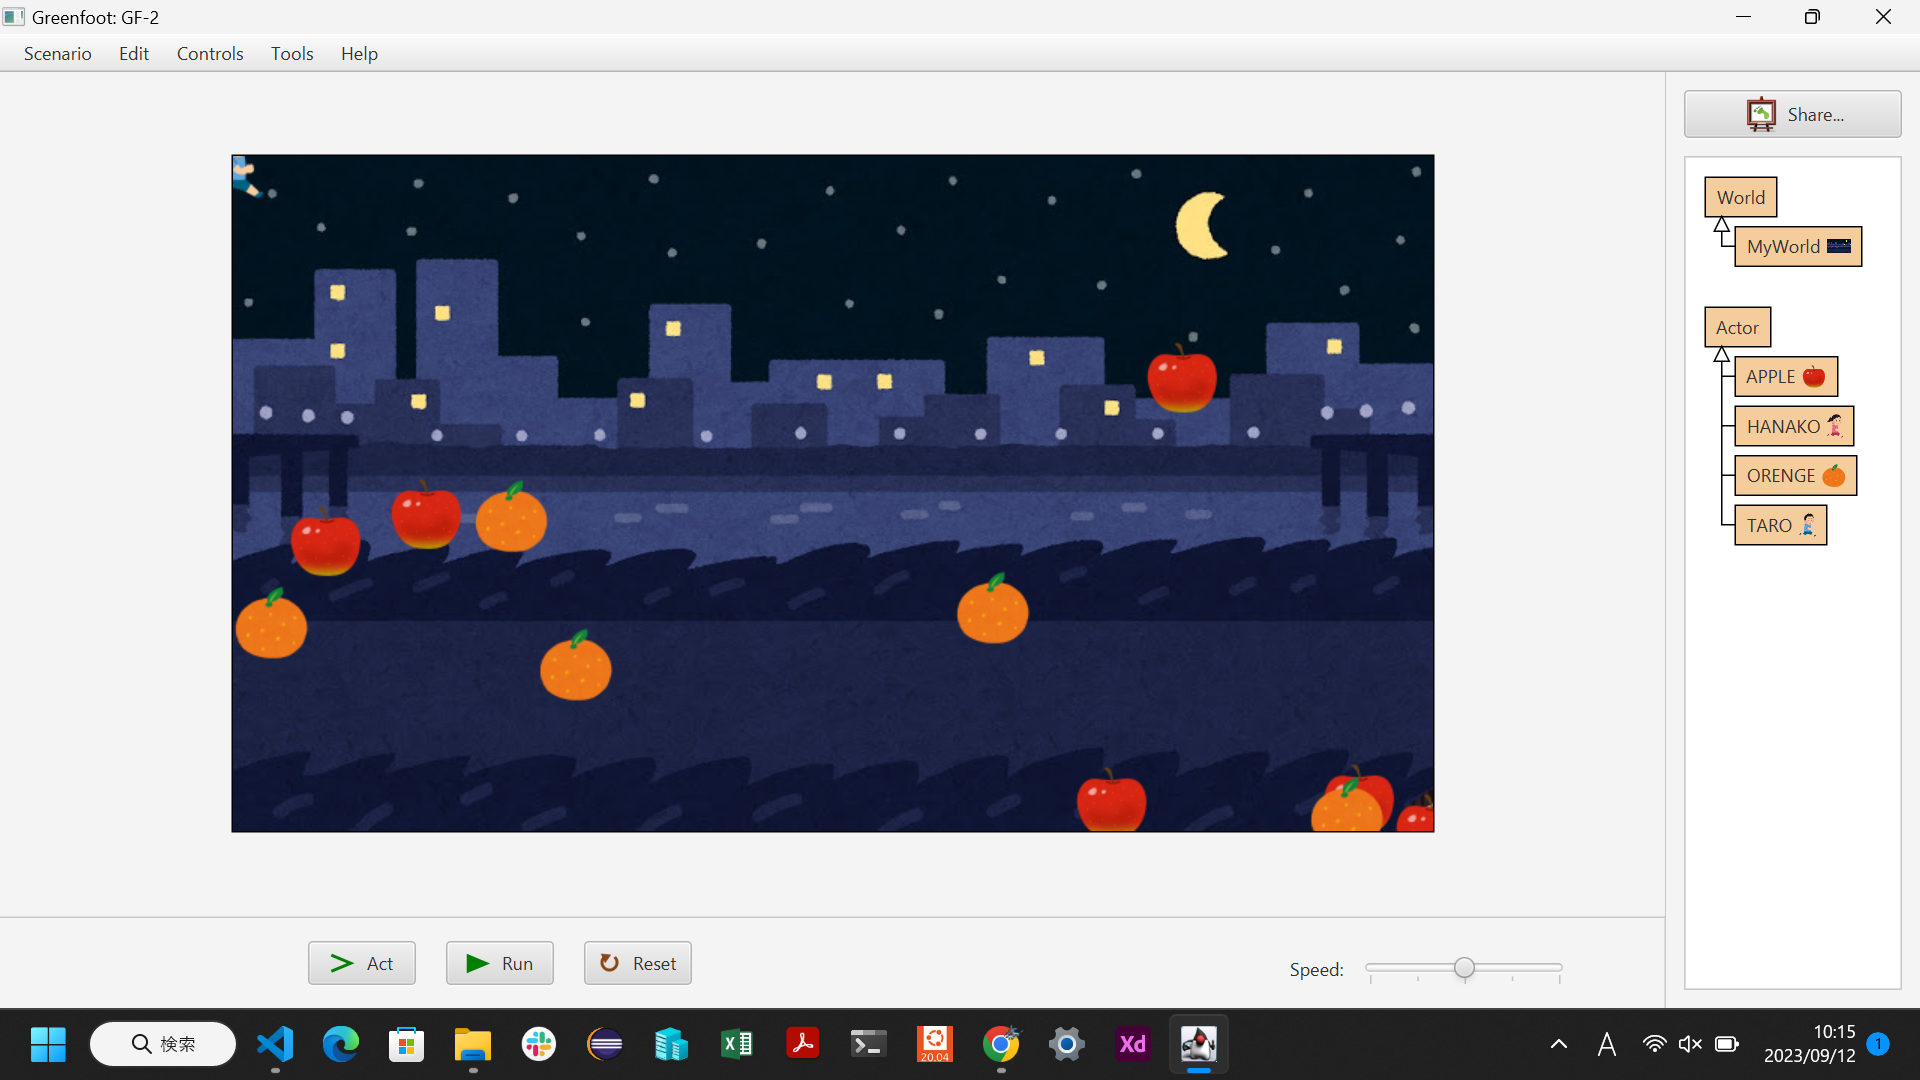 Greenfoot: GF-2
Scenario Edit Controls Tools Help
Share...
World
MyWorld
Actor
APPLE
HANAKO
ORENGE
TARO
Act Run Reset Speed:
検索
20.04
Xd
A
10:15
2023/09/12
1